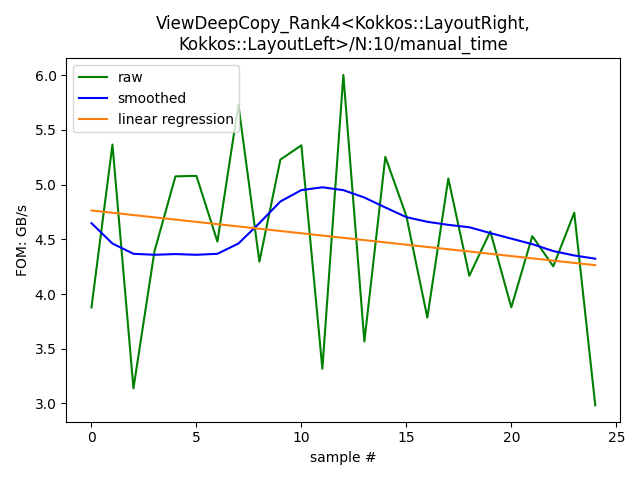 ViewDeepCopy_Rank4<Kokkos::LayoutRight,
Kokkos::LayoutLeft>/N:10/manual_time
raw
smoothed
linear regression
FOM: GB/s
6.0
5.5
5.0
4.5
4.0
3.5
3.0
0
5
10
15
20
25
sample #